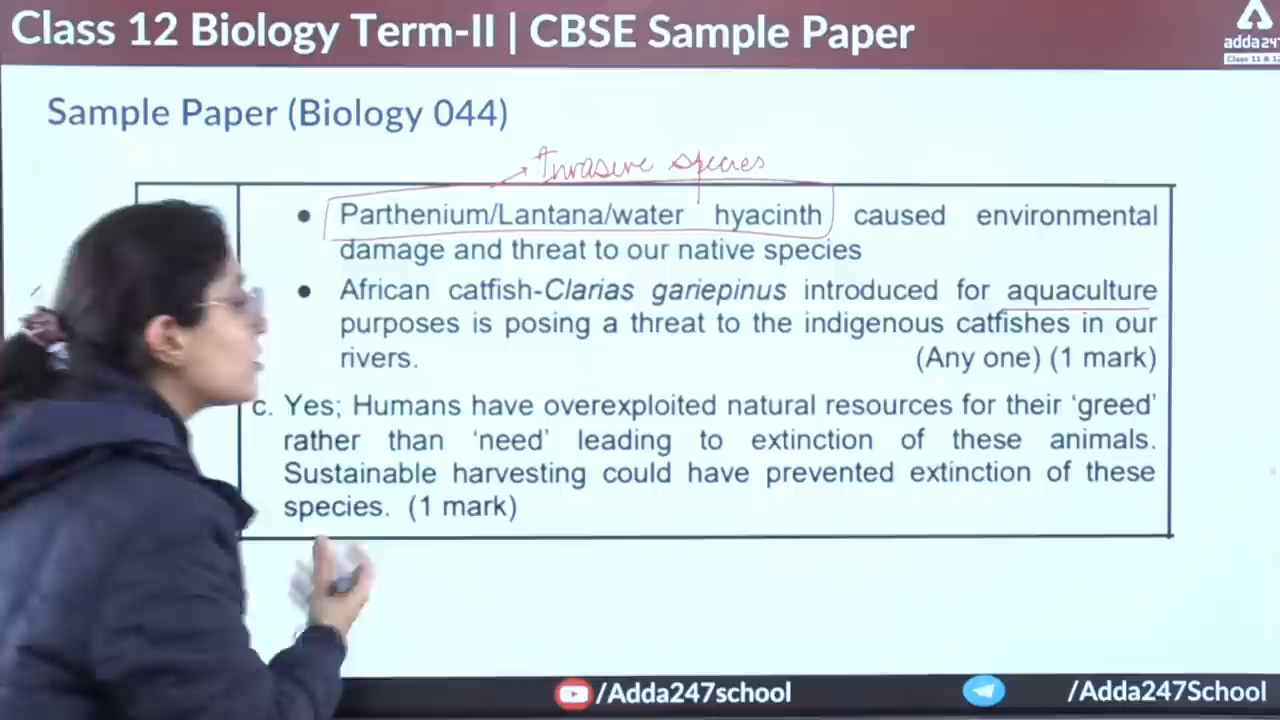 Class 12 Biology Term-II | CBSE Sample Paper
adda247
Class 11 & 12
Sample Paper (Biology 044)
Invasive species
• Parthenium/Lantana/water hyacinth caused environmental
damage and threat to our native species
• African catfish-Clarias gariepinus introduced for aquaculture
purposes is posing a threat to the indigenous catfishes in our
rivers. (Any one) (1 mark)
c. Yes; Humans have overexploited natural resources for their ‘greed’
rather than ‘need’ leading to extinction of these animals.
Sustainable harvesting could have prevented extinction of these
species. (1 mark)
/Adda247school /Adda247School